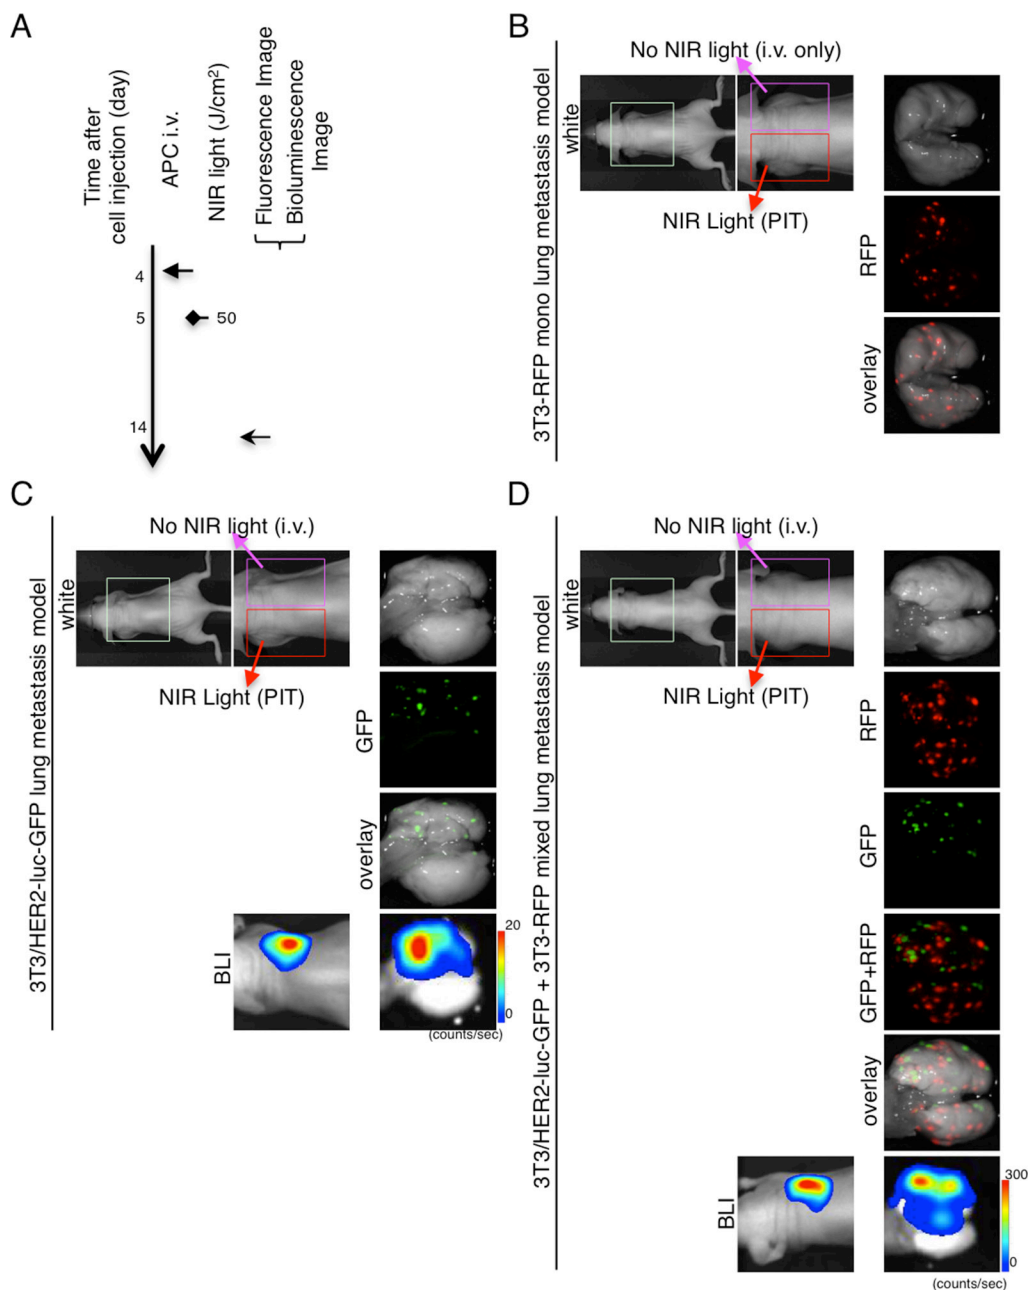 A
Time after
cell injection (day)
APC i.v.
NIR light (J/cm²)
Fluorescence Image
Bioluminescence
Image
4
5
50
14
B
3T3-RFP mono lung metastasis model
No NIR light (i.v. only)
white
NIR Light (PIT)
RFP
overlay
C
3T3/HER2-luc-GFP lung metastasis model
No NIR light (i.v.)
white
NIR Light (PIT)
GFP
overlay
BLI
20
0
(counts/sec)
D
3T3/HER2-luc-GFP + 3T3-RFP mixed lung metastasis model
No NIR light (i.v.)
white
NIR Light (PIT)
RFP
GFP
GFP+RFP
overlay
BLI
300
0
(counts/sec)